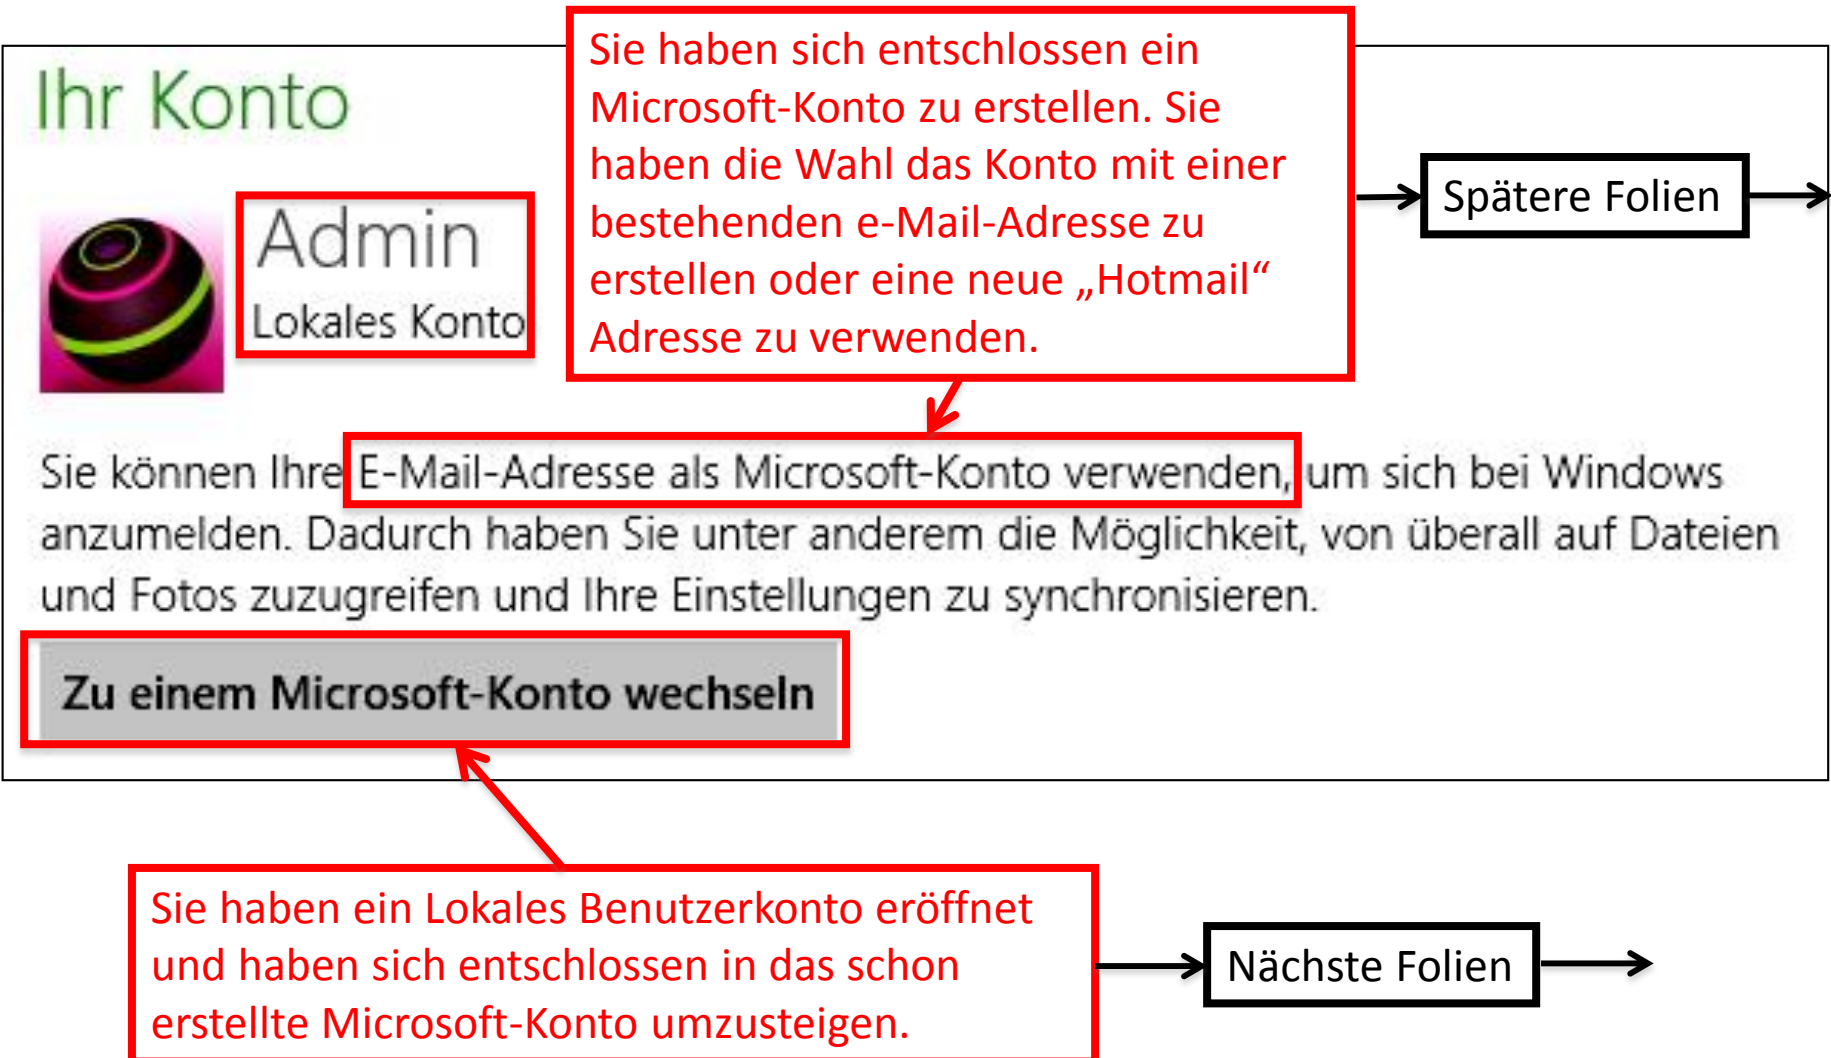 Sie haben sich entschlossen ein
Microsoft-Konto zu erstellen. Sie
haben die Wahl das Konto mit einer
bestehenden e-Mail-Adresse zu
erstellen oder eine neue „Hotmail“
Adresse zu verwenden.
Spätere Folien
Ihr Konto
Admin
Lokales Konto
Sie können Ihre E-Mail-Adresse als Microsoft-Konto verwenden, um sich bei Windows
anzumelden. Dadurch haben Sie unter anderem die Möglichkeit, von überall auf Dateien
und Fotos zuzugreifen und Ihre Einstellungen zu synchronisieren.
Zu einem Microsoft-Konto wechseln
Sie haben ein Lokales Benutzerkonto eröffnet
und haben sich entschlossen in das schon
erstellte Microsoft-Konto umzusteigen.
Nächste Folien